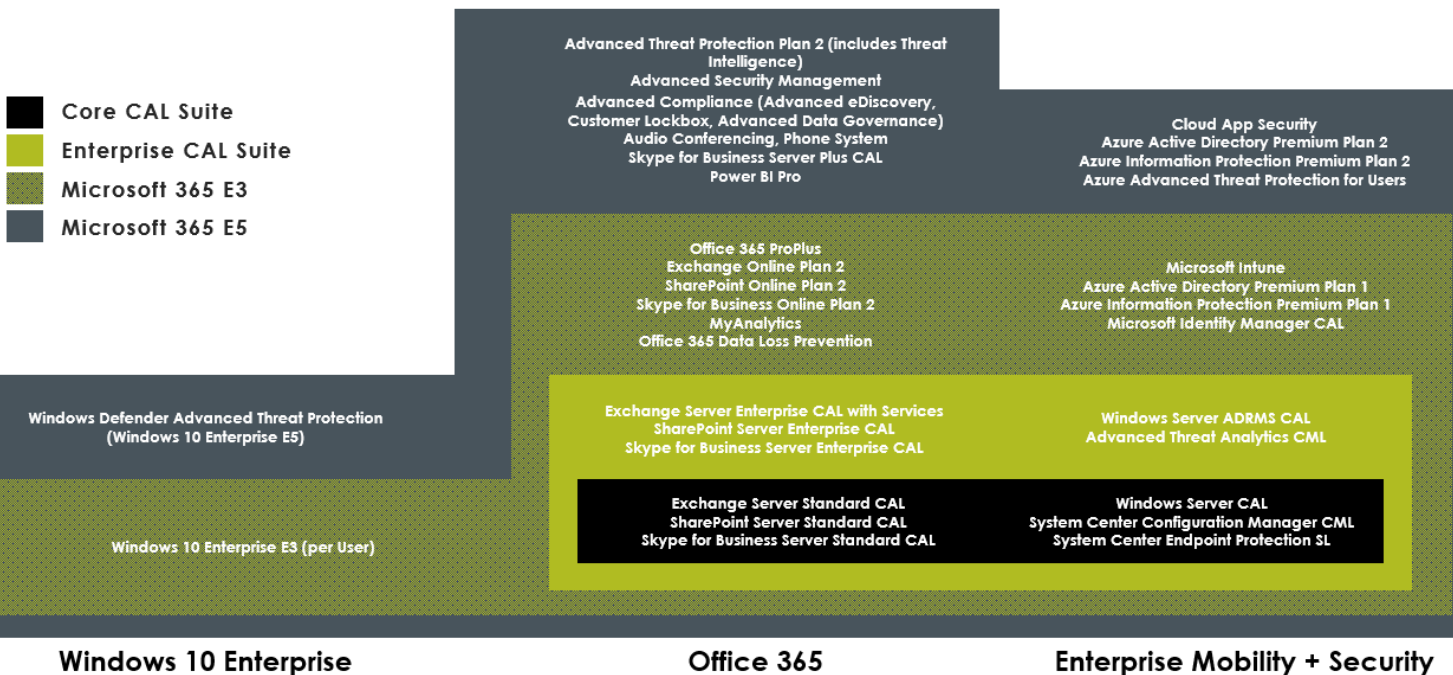 Core CAL Suite
Enterprise CAL Suite
Microsoft 365 E3
Microsoft 365 E5
Advanced Threat Protection Plan 2 (includes Threat
Intelligence)
Advanced Security Management
Advanced Compliance (Advanced eDiscovery,
Customer Lockbox, Advanced Data Governance)
Audio Conferencing, Phone System
Skype for Business Server Plus CAL
Power BI Pro
Cloud App Security
Azure Active Directory Premium Plan 2
Azure Information Protection Premium Plan 2
Azure Advanced Threat Protection for Users
Office 365 ProPlus
Exchange Online Plan 2
SharePoint Online Plan 2
Skype for Business Online Plan 2
MyAnalytics
Office 365 Data Loss Prevention
Microsoft Intune
Azure Active Directory Premium Plan 1
Azure Information Protection Premium Plan 1
Microsoft Identity Manager CAL
Windows Defender Advanced Threat Protection
(Windows 10 Enterprise E5)
Exchange Server Enterprise CAL with Services
SharePoint Server Enterprise CAL
Skype for Business Server Enterprise CAL
Windows Server ADRMS CAL
Advanced Threat Analytics CML
Windows 10 Enterprise E3 (per User)
Exchange Server Standard CAL
SharePoint Server Standard CAL
Skype for Business Server Standard CAL
Windows Server CAL
System Center Configuration Manager CML
System Center Endpoint Protection SL
Windows 10 Enterprise
Office 365
Enterprise Mobility + Security